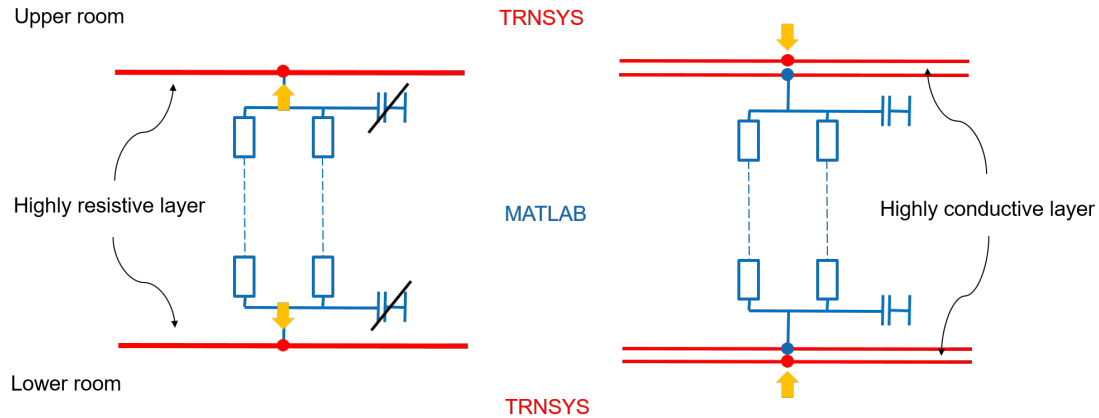 Upper room
TRNSYS
Highly resistive layer
MATLAB
Highly conductive layer
Lower room
TRNSYS